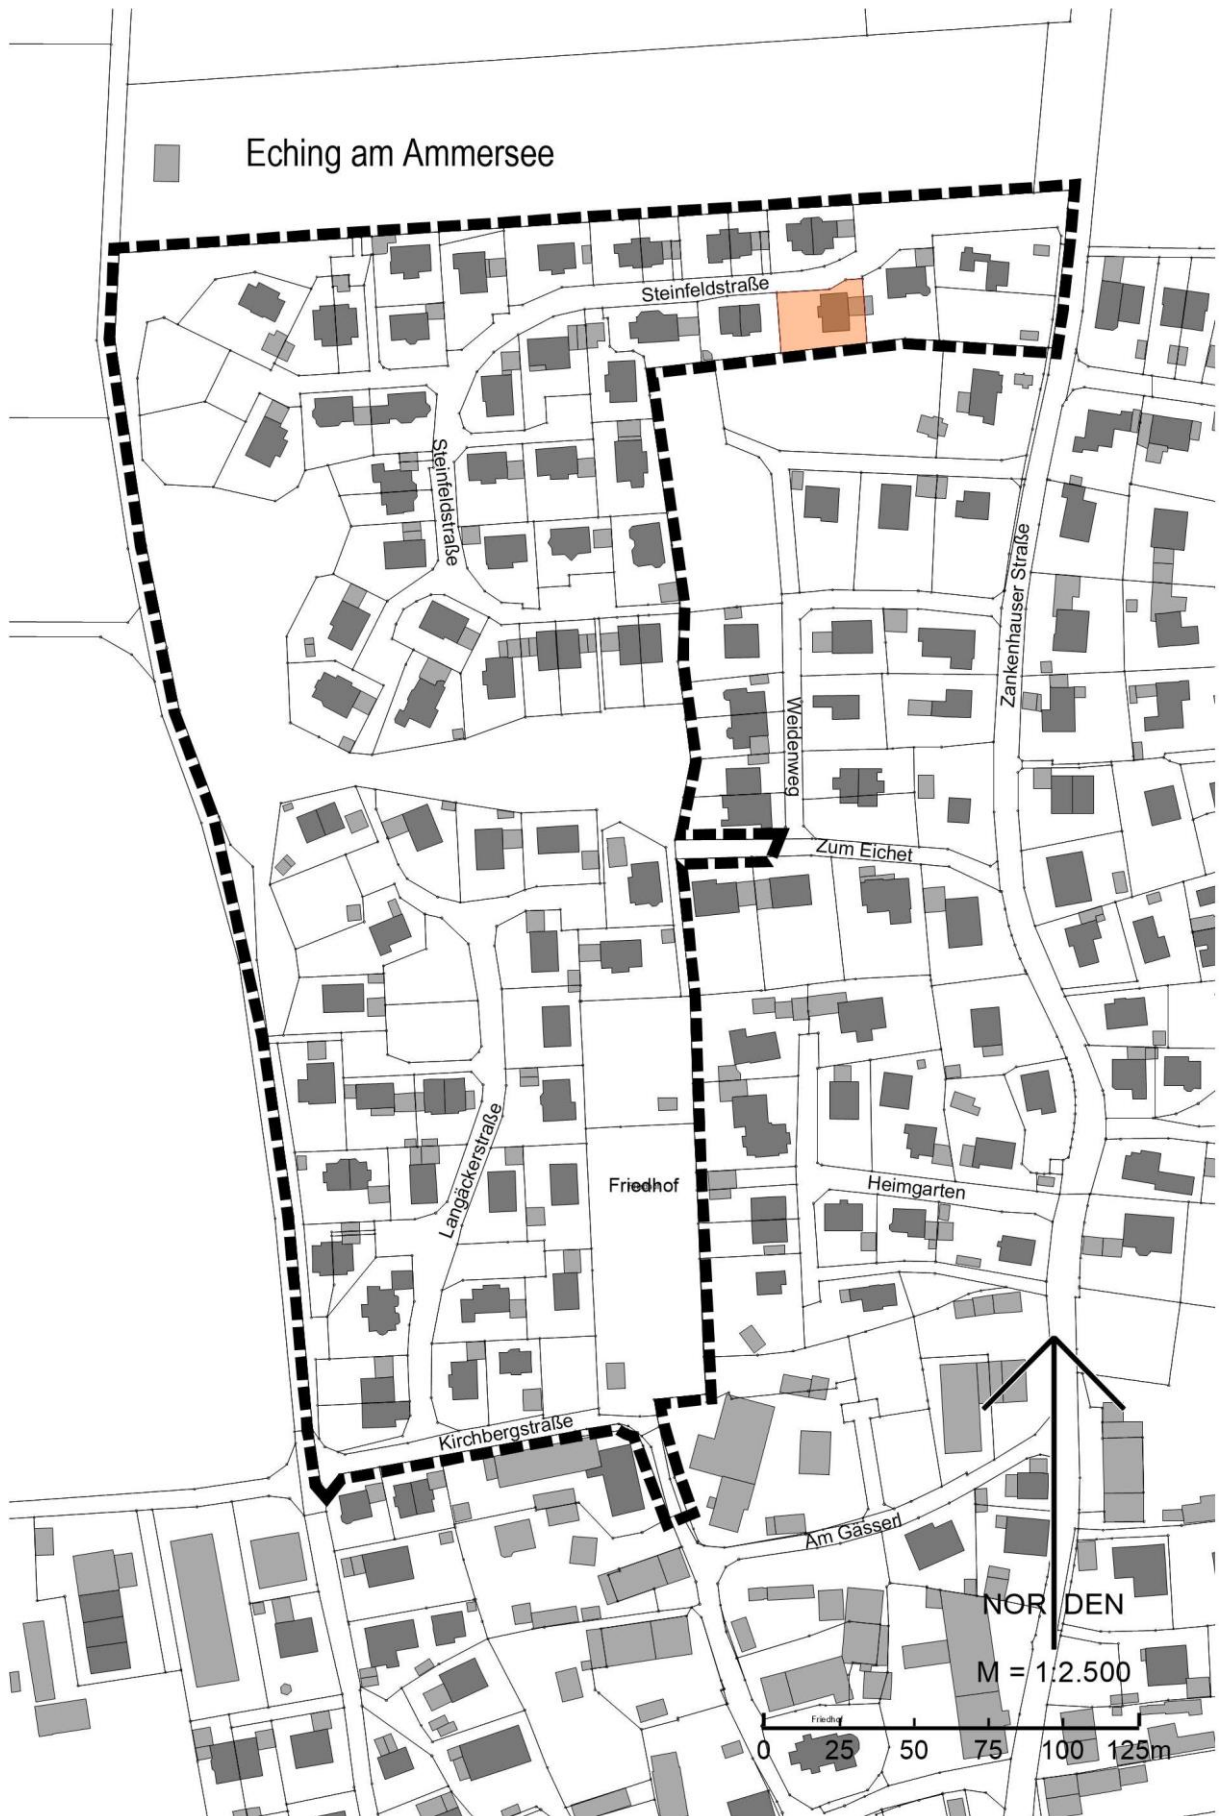 Eching am Ammersee
Steinfeldstraße
Steinfeldstraße
Zankenhauser Straße
Weidenweg
Zum Eichet
Langäckerstraße
Friedhof
Heimgarten
Kirchbergstraße
Am Gässerl
NORDEN
M = 1:2.500
Friedhof
0 25 50 75 100 125m